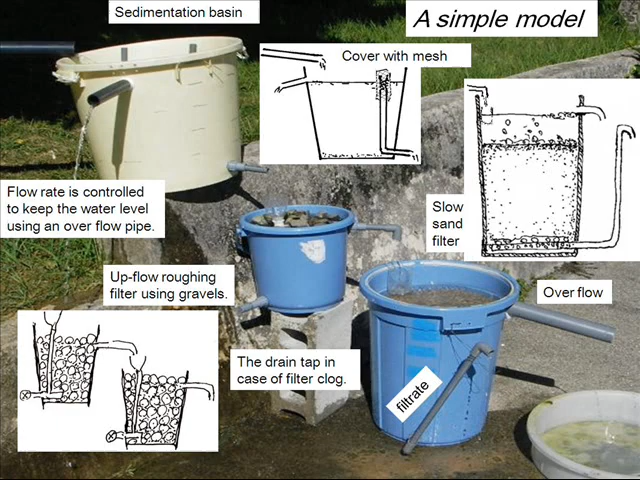 Sedimentation basin
A simple model
Cover with mesh
Flow rate is controlled
to keep the water level
using an over flow pipe.
Slow
sand
filter
Up-flow roughing
filter using gravels.
Over flow
The drain tap in
case of filter clog.
filtrate